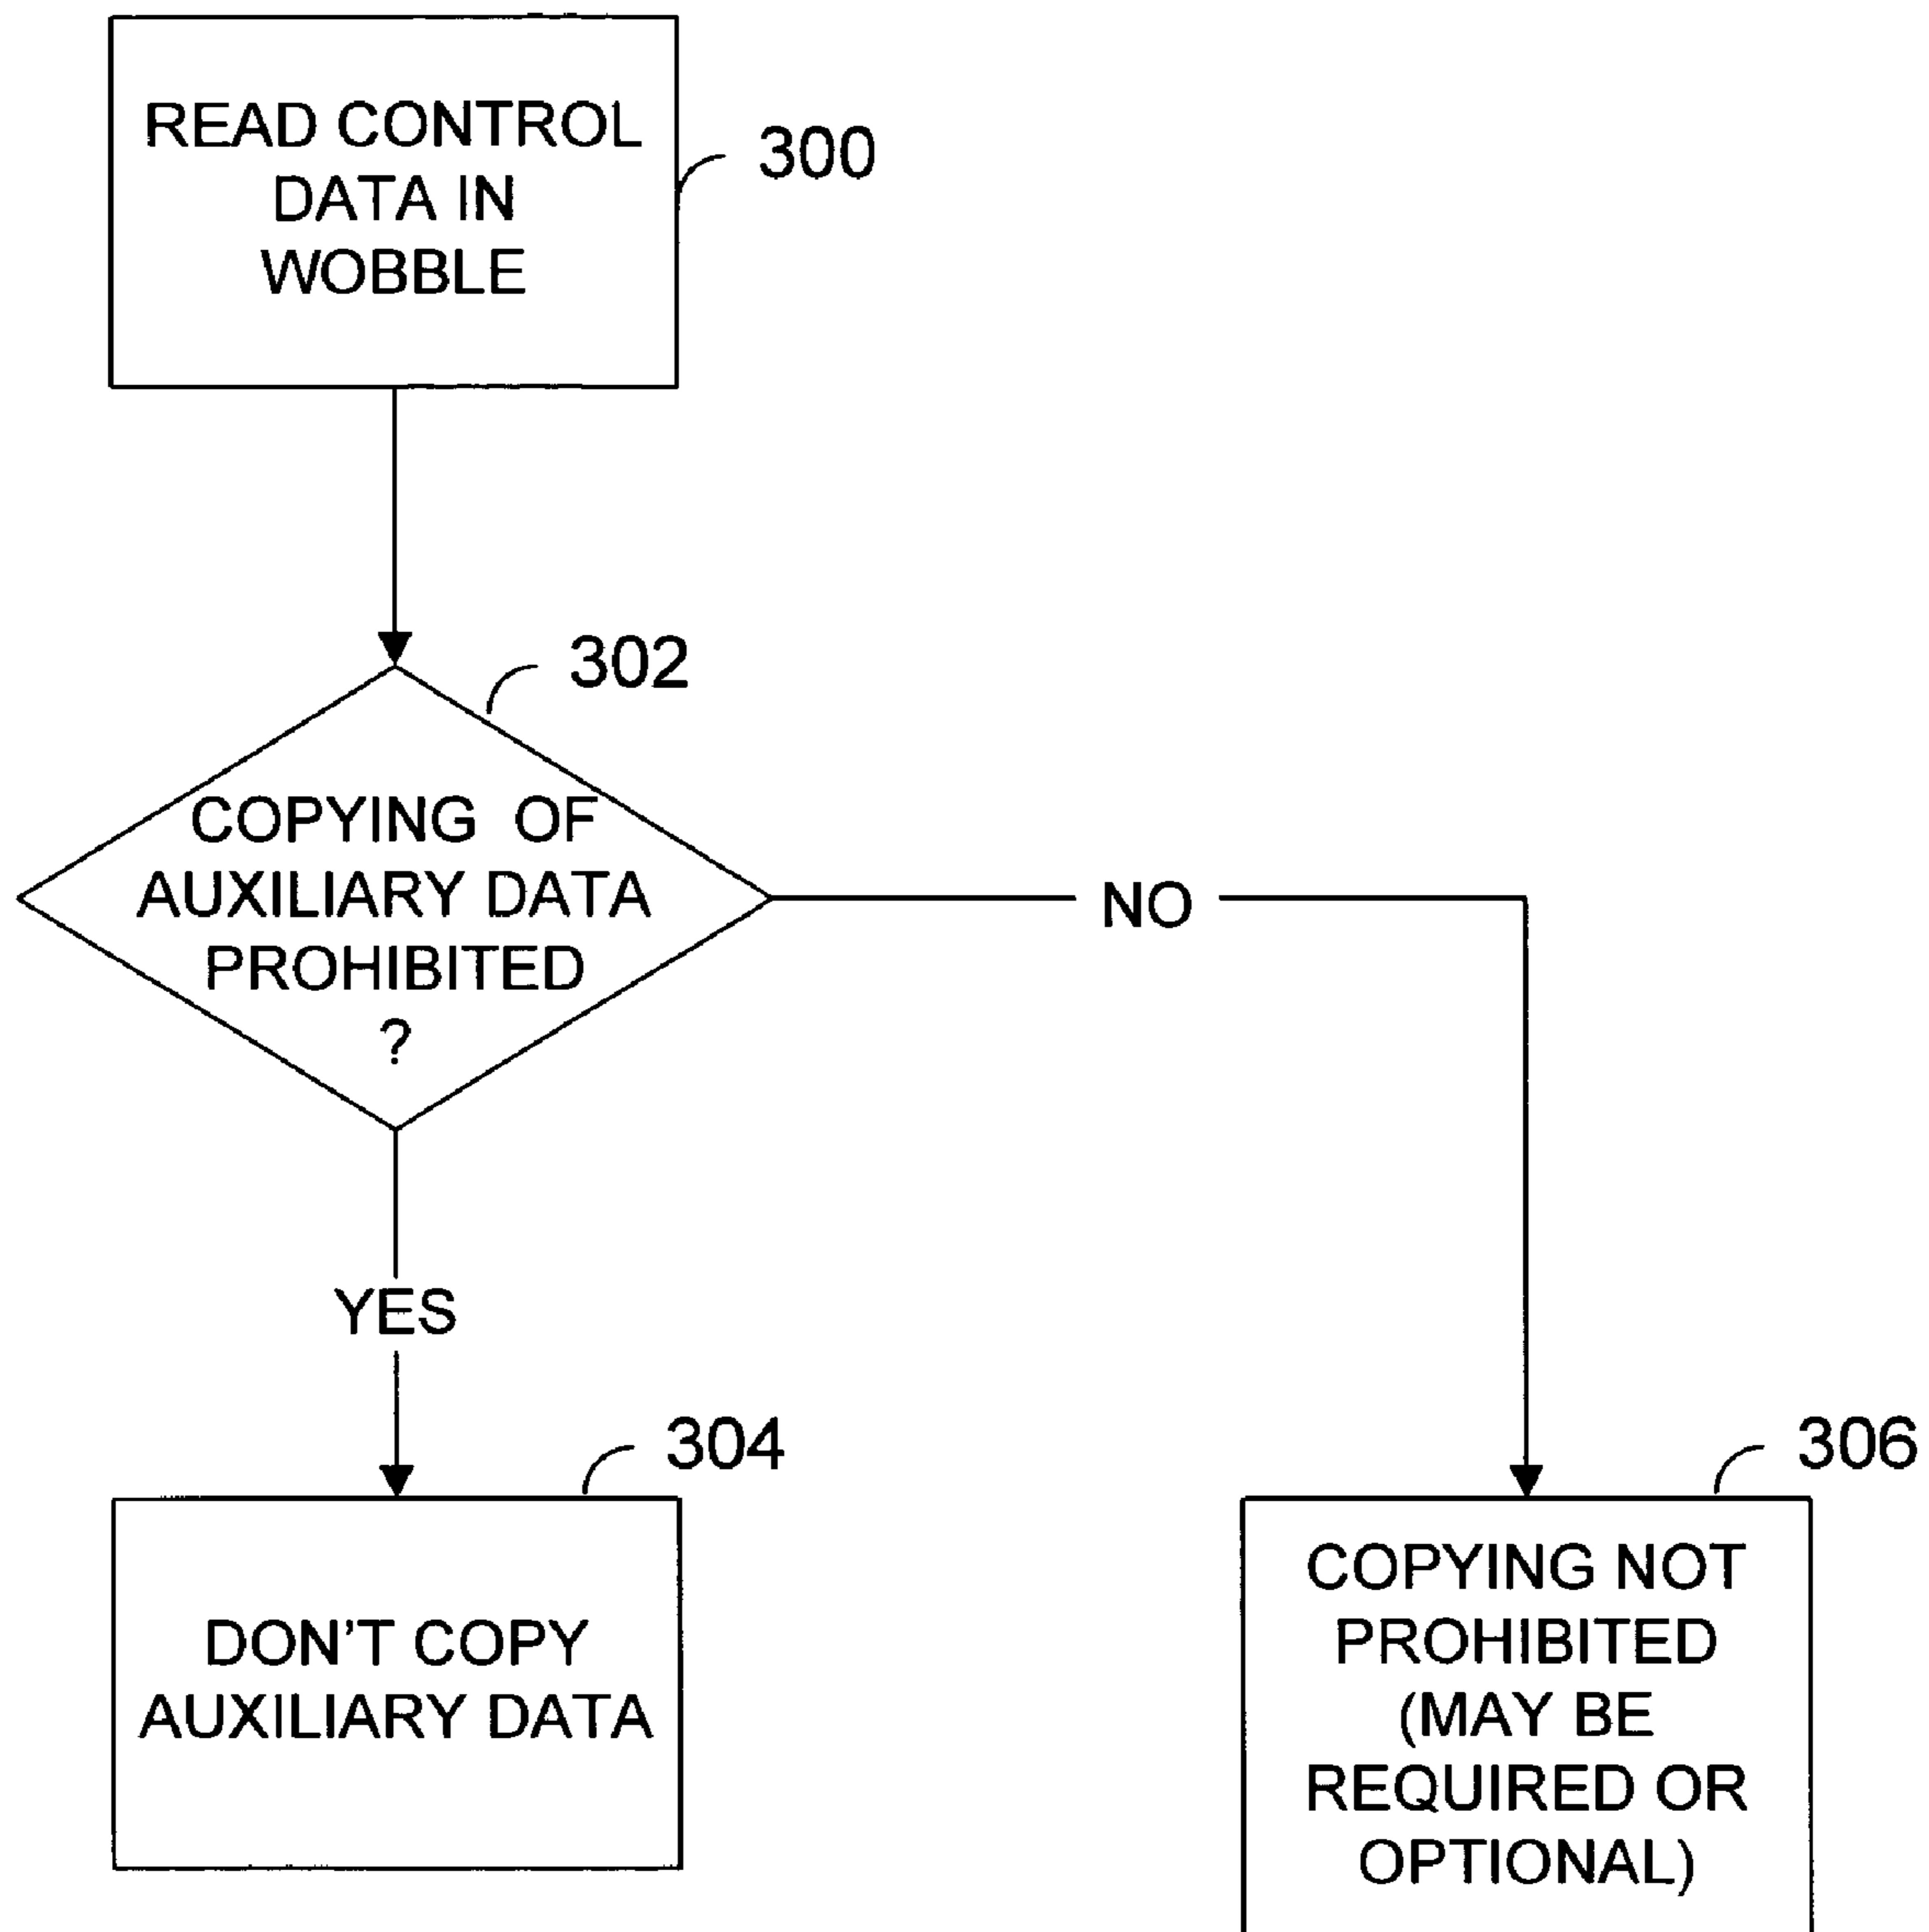 READ CONTROL
DATA IN
WOBBLE
300
302
COPYING OF
AUXILIARY DATA
PROHIBITED
?
NO
YES
304
DON'T COPY
AUXILIARY DATA
306
COPYING NOT
PROHIBITED
(MAY BE
REQUIRED OR
OPTIONAL)